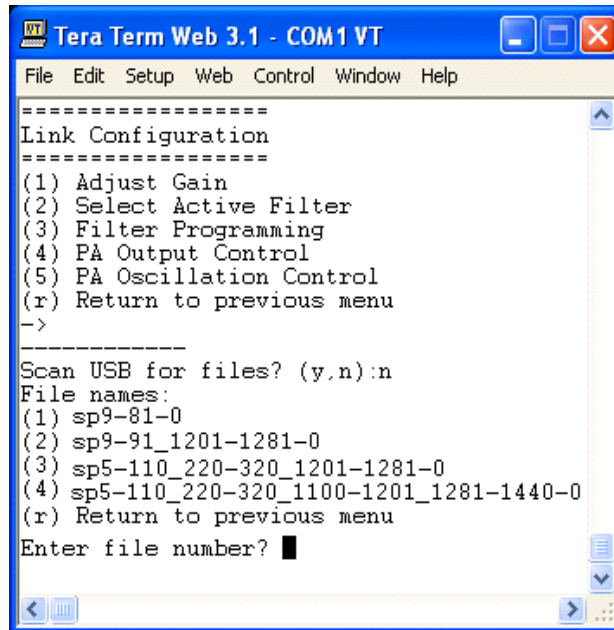 Tera Term Web 3.1 - COM1 VT
File Edit Setup Web Control Window Help
==================
Link Configuration
==================
(1) Adjust Gain
(2) Select Active Filter
(3) Filter Programming
(4) PA Output Control
(5) PA Oscillation Control
(r) Return to previous menu
->
------------
Scan USB for files? (y,n):n
File names:
(1) sp9-81-0
(2) sp9-91_1201-1281-0
(3) sp5-110_220-320_1201-1281-0
(4) sp5-110_220-320_1100-1201_1281-1440-0
(r) Return to previous menu
Enter file number?